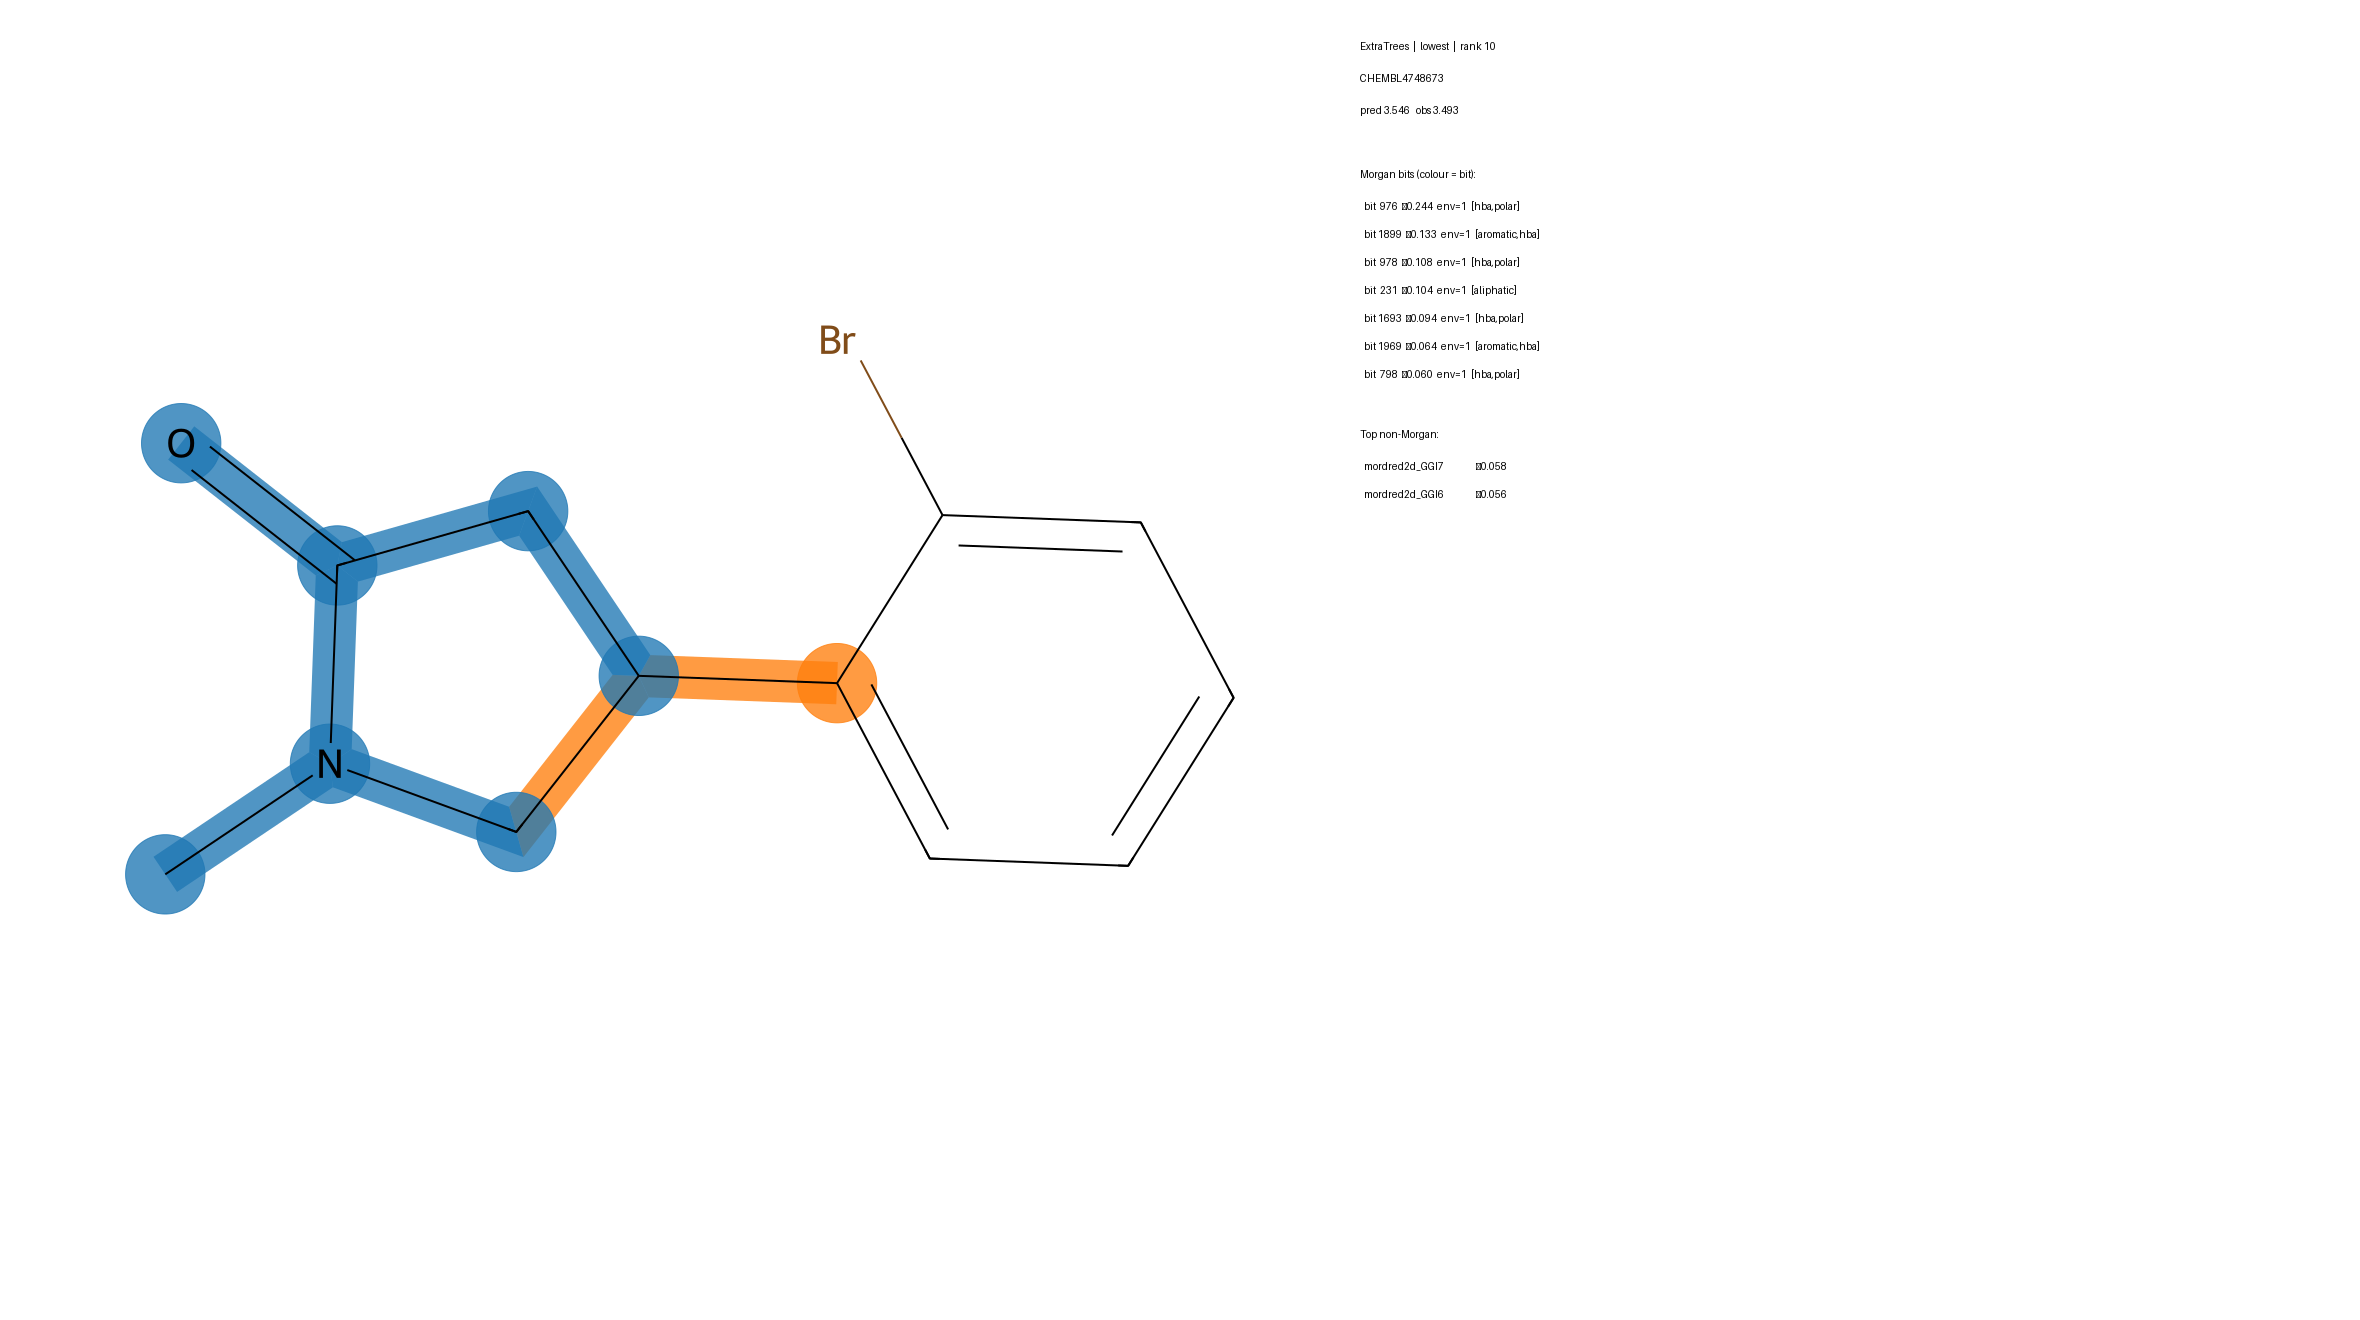 ExtraTrees | lowest | rank 10
CHEMBL4748673
pred 3.546 obs 3.493
Morgan bits (colour = bit):
bit 976 0.244 env=1 [hba,polar]
bit 1899 0.133 env=1 [aromatic,hba]
bit 978 0.108 env=1 [hba,polar]
bit 231 0.104 env=1 [aliphatic]
bit 1693 0.094 env=1 [hba,polar]
bit 1969 0.064 env=1 [aromatic,hba]
bit 798 0.060 env=1 [hba,polar]
Br
O
Top non-Morgan:
mordred2d_GGI7 0.058
mordred2d_GGI6 0.056
N